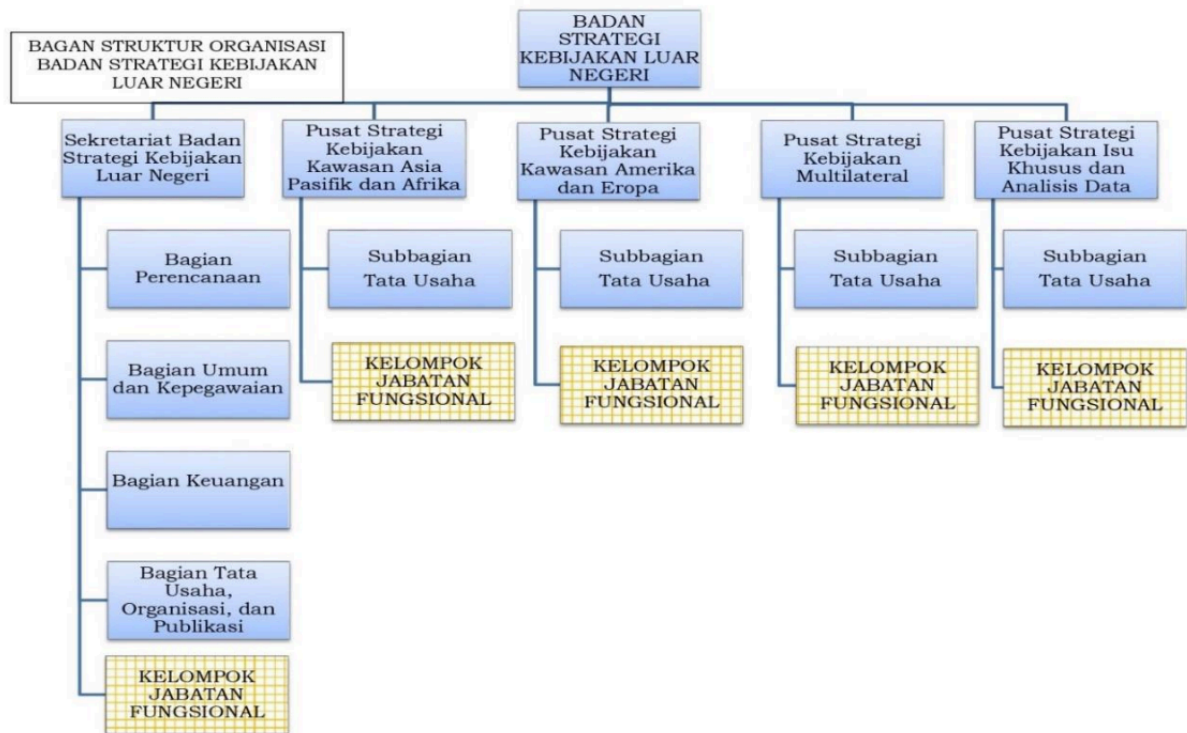 BAGAN STRUKTUR ORGANISASI
BADAN STRATEGI KEBIJAKAN
LUAR NEGERI
BADAN
STRATEGI
KEBIJAKAN LUAR
NEGERI
Sekretariat Badan
Strategi Kebijakan
Luar Negeri
Pusat Strategi
Kebijakan
Kawasan Asia
Pasifik dan Afrika
Pusat Strategi
Kebijakan
Kawasan Amerika
dan Eropa
Pusat Strategi
Kebijakan
Multilateral
Pusat Strategi
Kebijakan Isu
Khusus dan
Analisis Data
Bagian
Perencanaan
Subbagian
Tata Usaha
Subbagian
Tata Usaha
Subbagian
Tata Usaha
Subbagian
Tata Usaha
Bagian Umum
dan Kepegawaian
KELOMPOK
JABATAN
FUNGSIONAL
KELOMPOK
JABATAN
FUNGSIONAL
KELOMPOK
JABATAN
FUNGSIONAL
KELOMPOK
JABATAN
FUNGSIONAL
Bagian Keuangan
Bagian Tata
Usaha,
Organisasi, dan
Publikasi
KELOMPOK
JABATAN
FUNGSIONAL